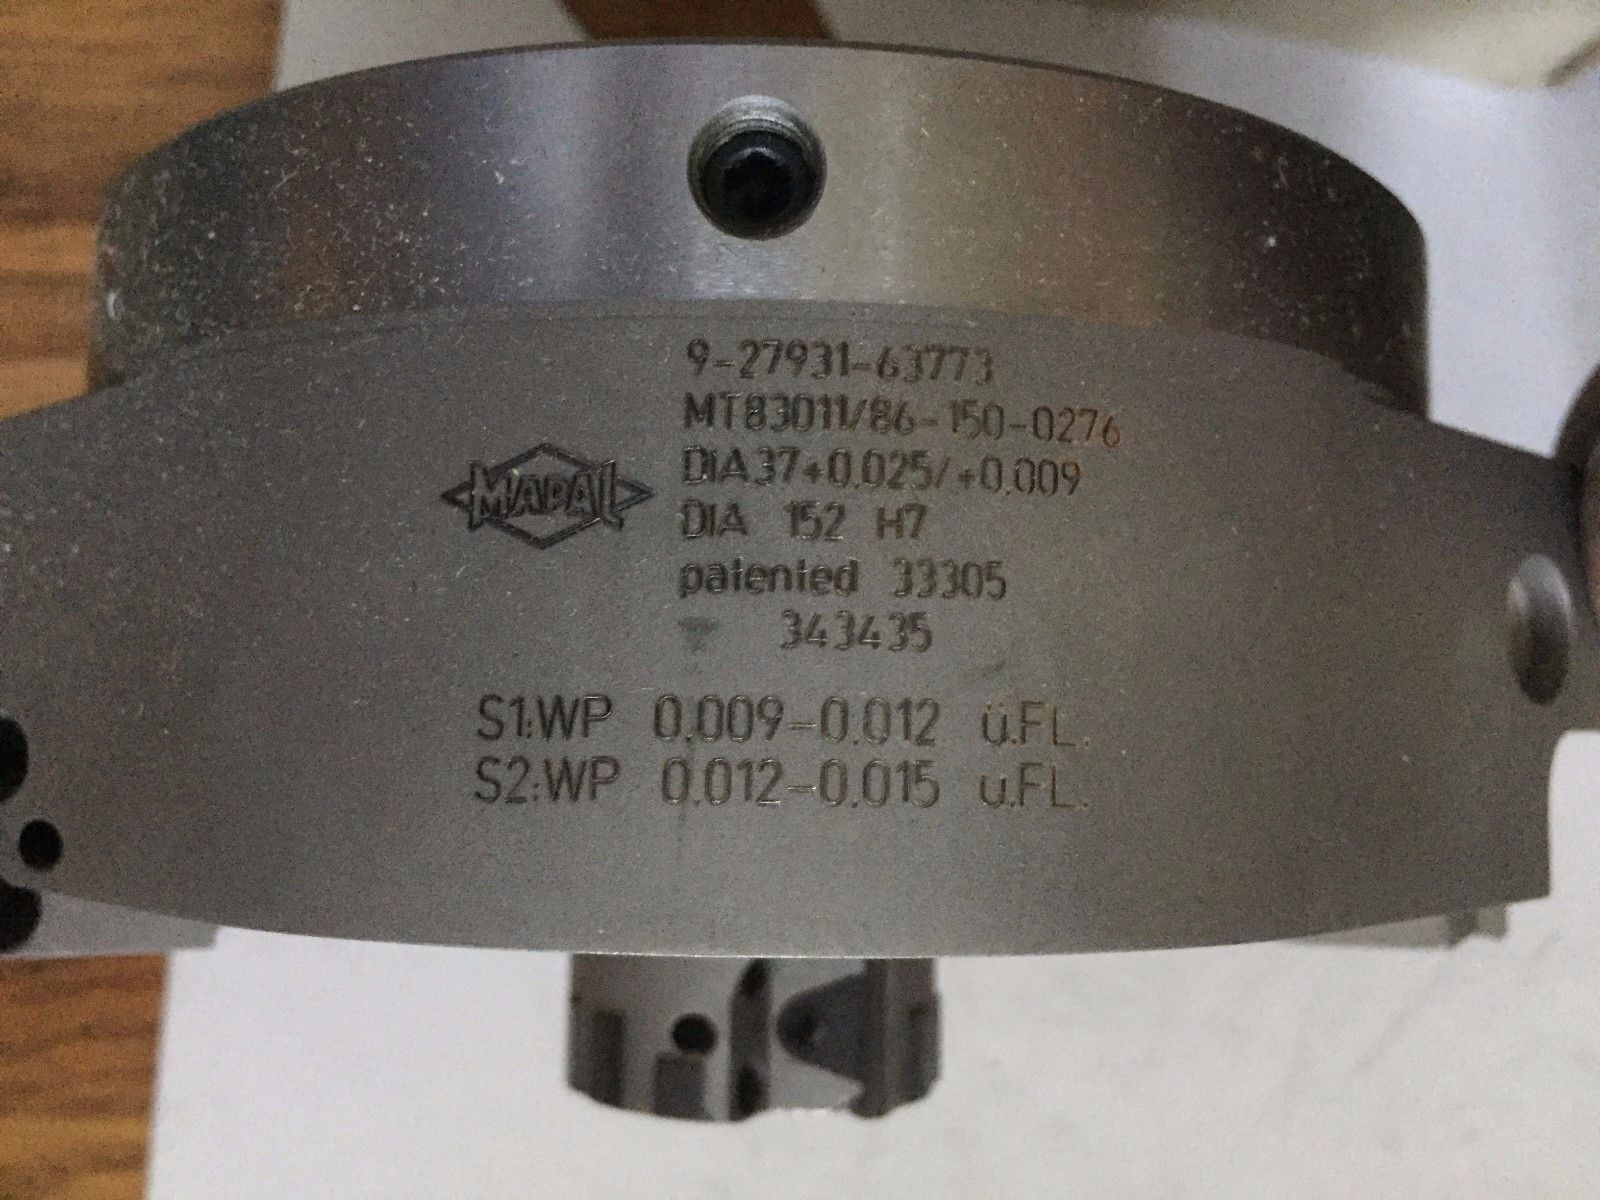 9-27931-63773
MT83011/86-150-0276
MAPAL
DIA37+0.025/+0.009
DIA 152 H7
patented 33305
343435
S1:WP 0.009-0.012 ü.FL.
S2:WP 0.012-0.015 ü.FL.